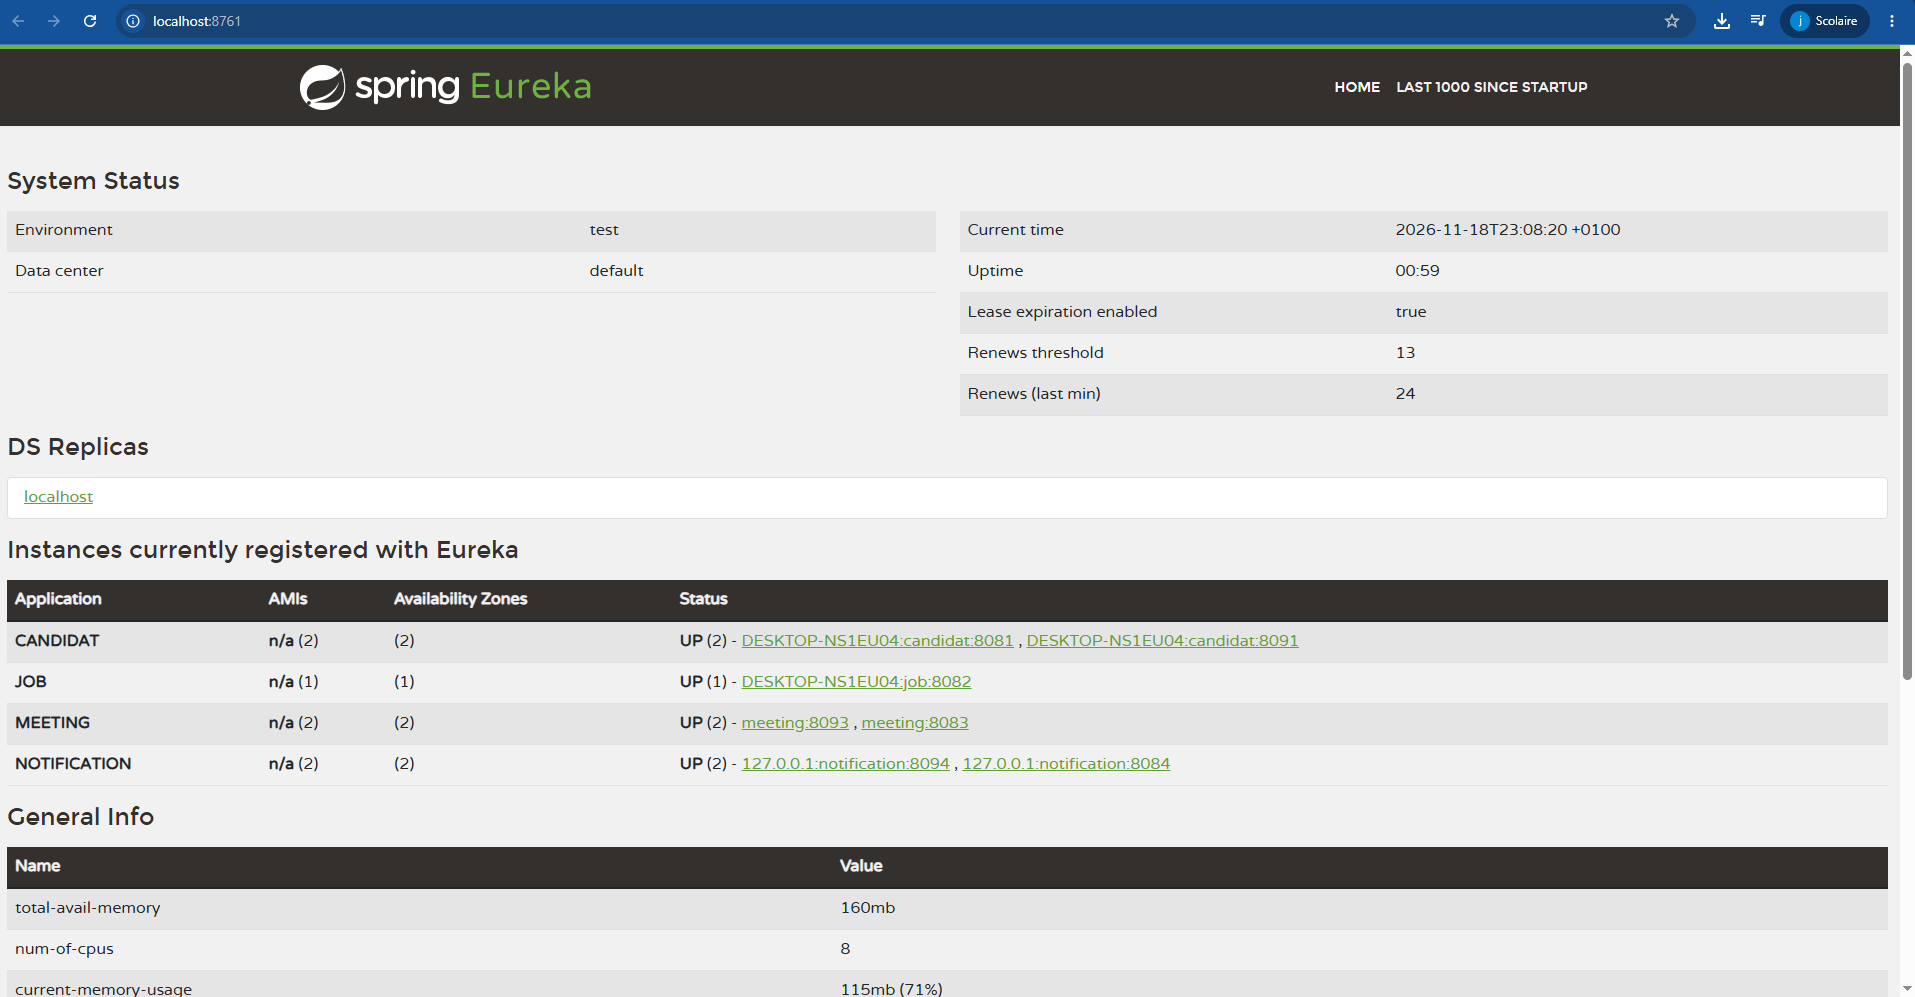 localhost:8761
j Scolaire
spring Eureka
HOME LAST 1000 SINCE STARTUP
System Status
Environment test
Data center default
Current time 2026-11-18T23:08:20 +0100
Uptime 00:59
Lease expiration enabled true
Renews threshold 13
Renews (last min) 24
DS Replicas
localhost
Instances currently registered with Eureka
Application AMIs Availability Zones Status
CANDIDAT n/a (2) (2) UP (2) - DESKTOP-NS1EU04:candidat:8081 , DESKTOP-NS1EU04:candidat:8091
JOB n/a (1) (1) UP (1) - DESKTOP-NS1EU04:job:8082
MEETING n/a (2) (2) UP (2) - meeting:8093 , meeting:8083
NOTIFICATION n/a (2) (2) UP (2) - 127.0.0.1:notification:8094 , 127.0.0.1:notification:8084
General Info
Name Value
total-avail-memory 160mb
num-of-cpus 8
current-memory-usage 115mb (71%)